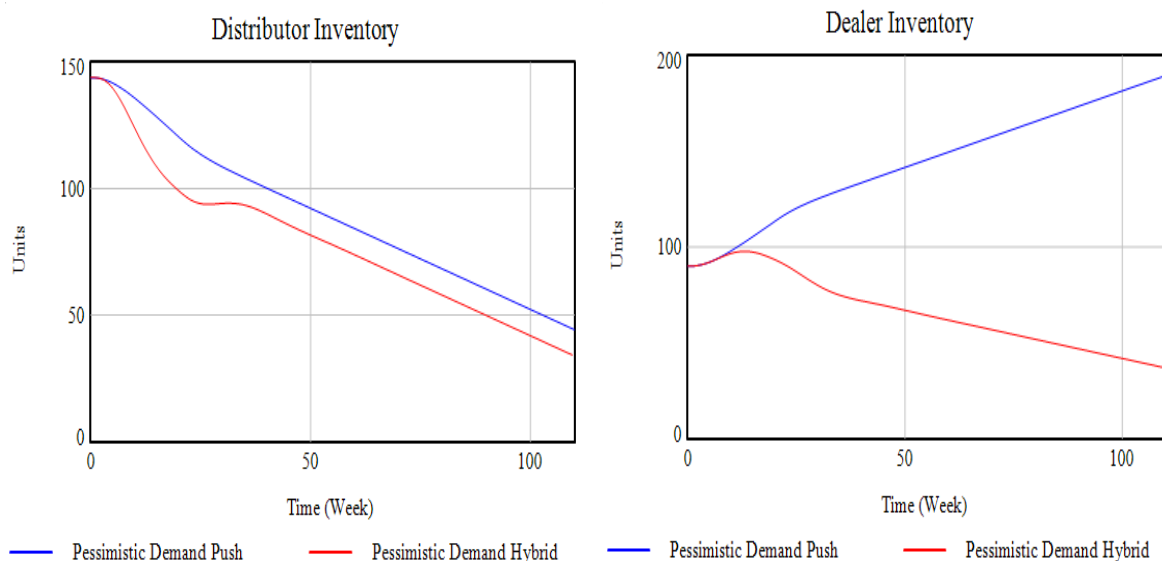 Distributor Inventory
150
100
50
0
Units
0
50
100
Time (Week)
Pessimistic Demand Push
Pessimistic Demand Hybrid
Dealer Inventory
200
100
0
Units
0
50
100
Time (Week)
Pessimistic Demand Push
Pessimistic Demand Hybrid